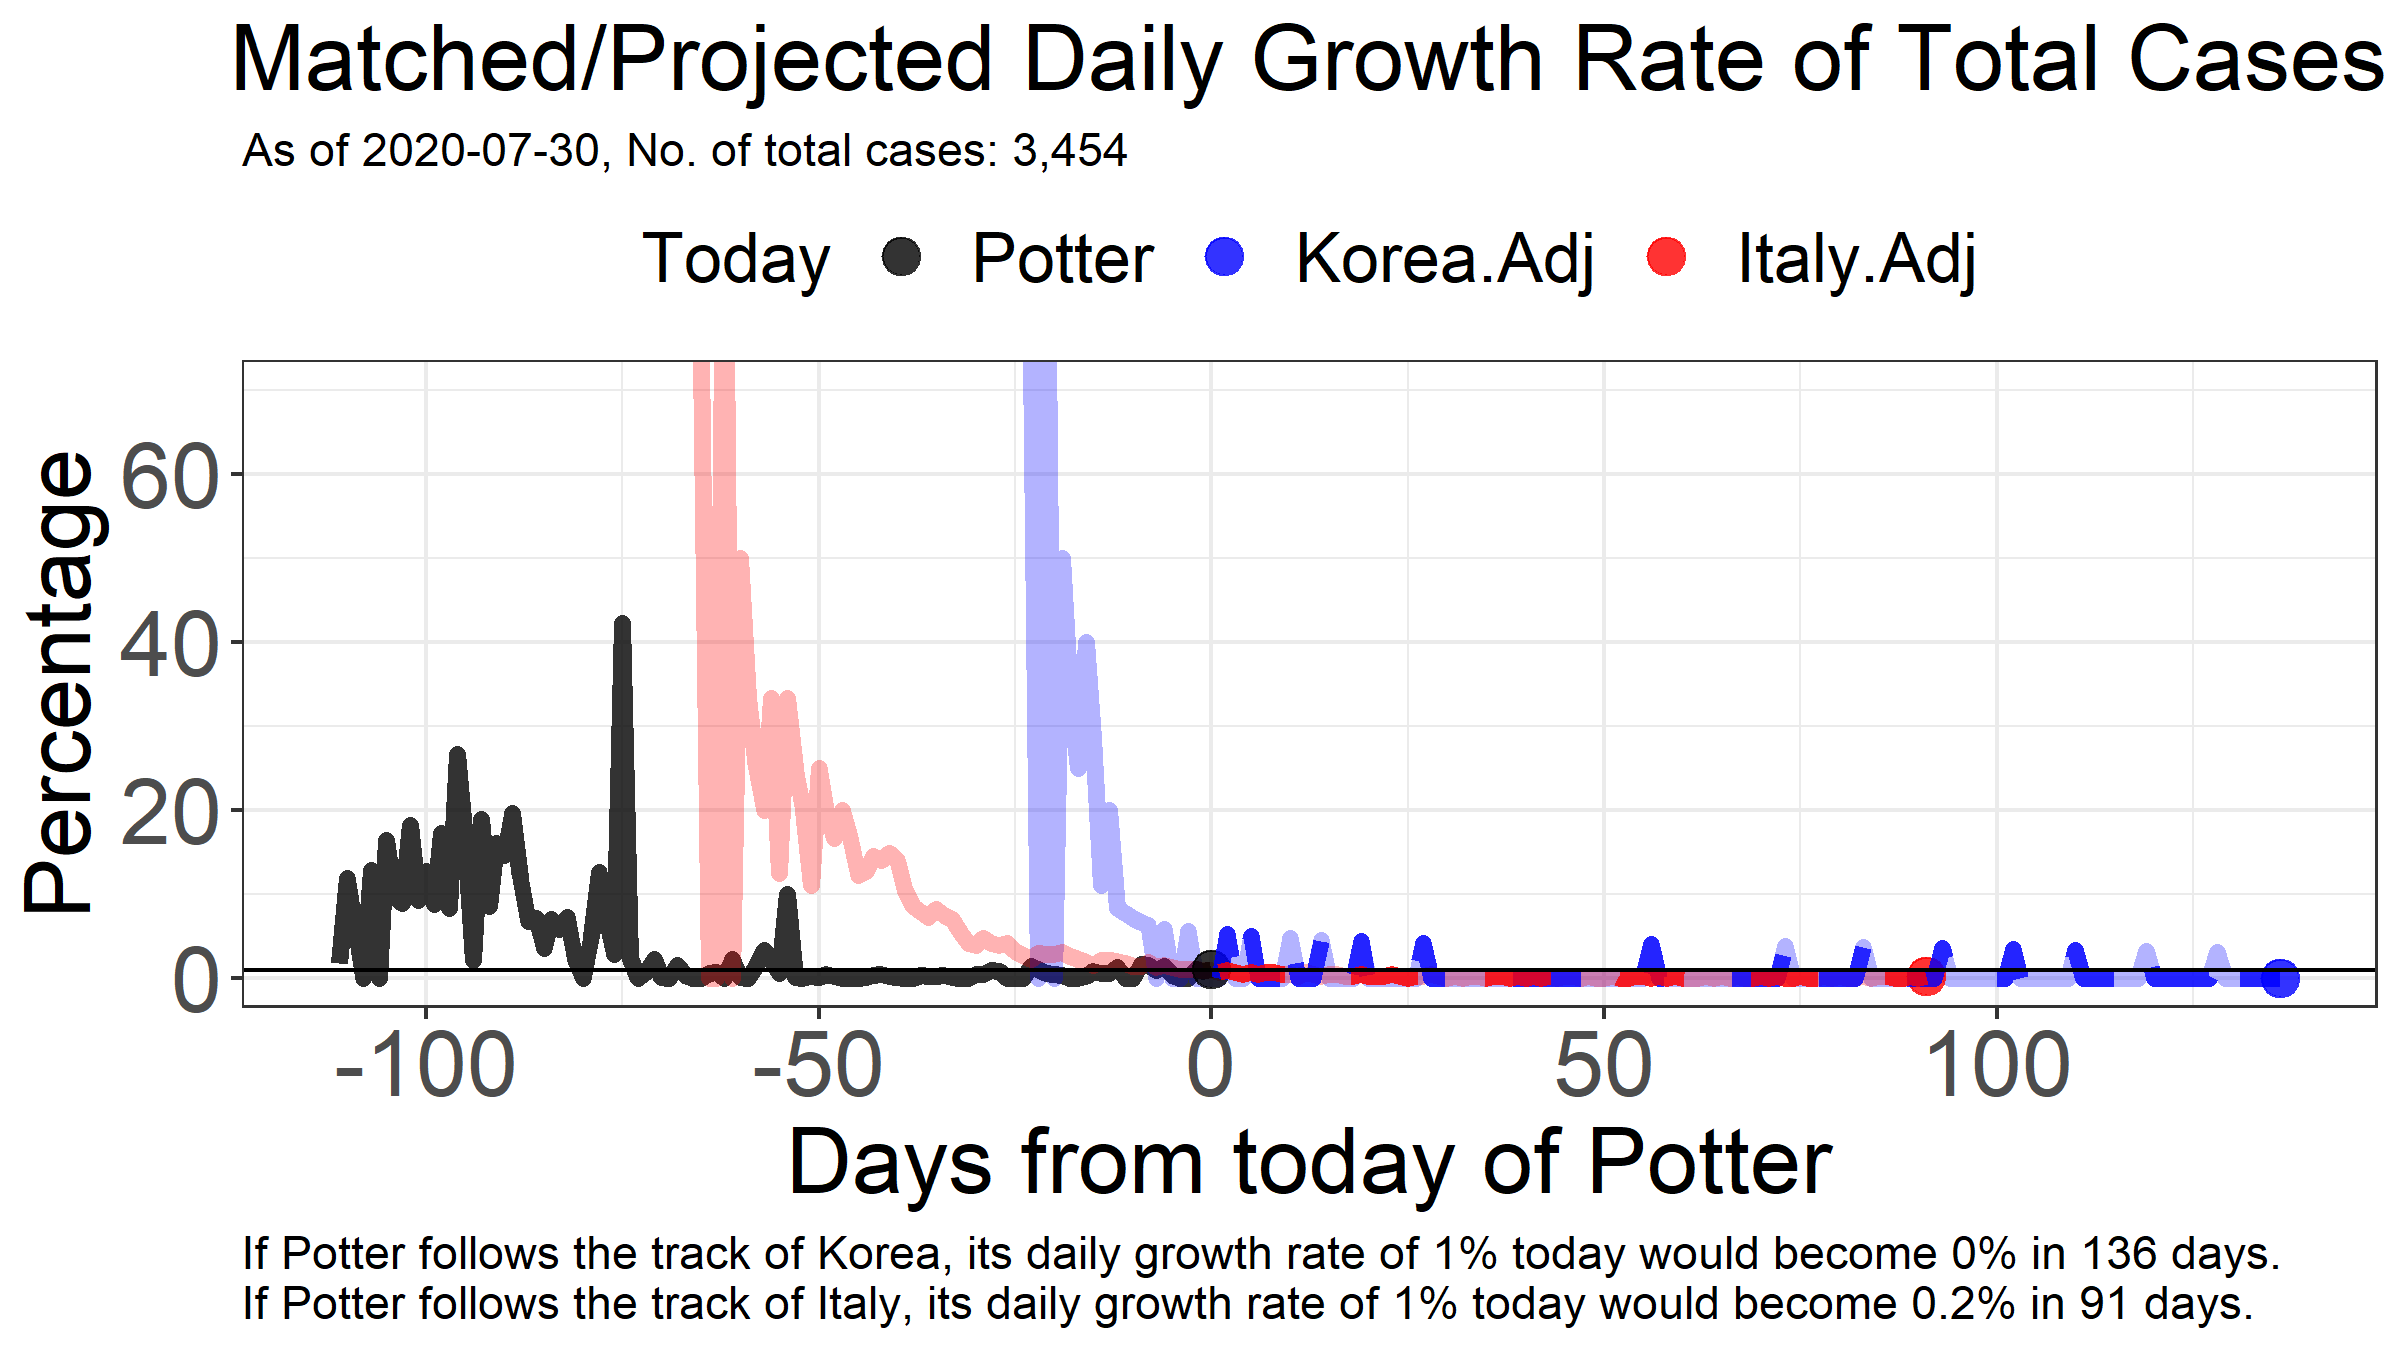 Matched/Projected Daily Growth Rate of Total Cases
As of 2020-07-30, No. of total cases: 3,454
Today Potter Korea.Adj Italy.Adj
Percentage
60
40
20
0
-100 -50 0 50 100
Days from today of Potter
If Potter follows the track of Korea, its daily growth rate of 1% today would become 0% in 136 days.
If Potter follows the track of Italy, its daily growth rate of 1% today would become 0.2% in 91 days.